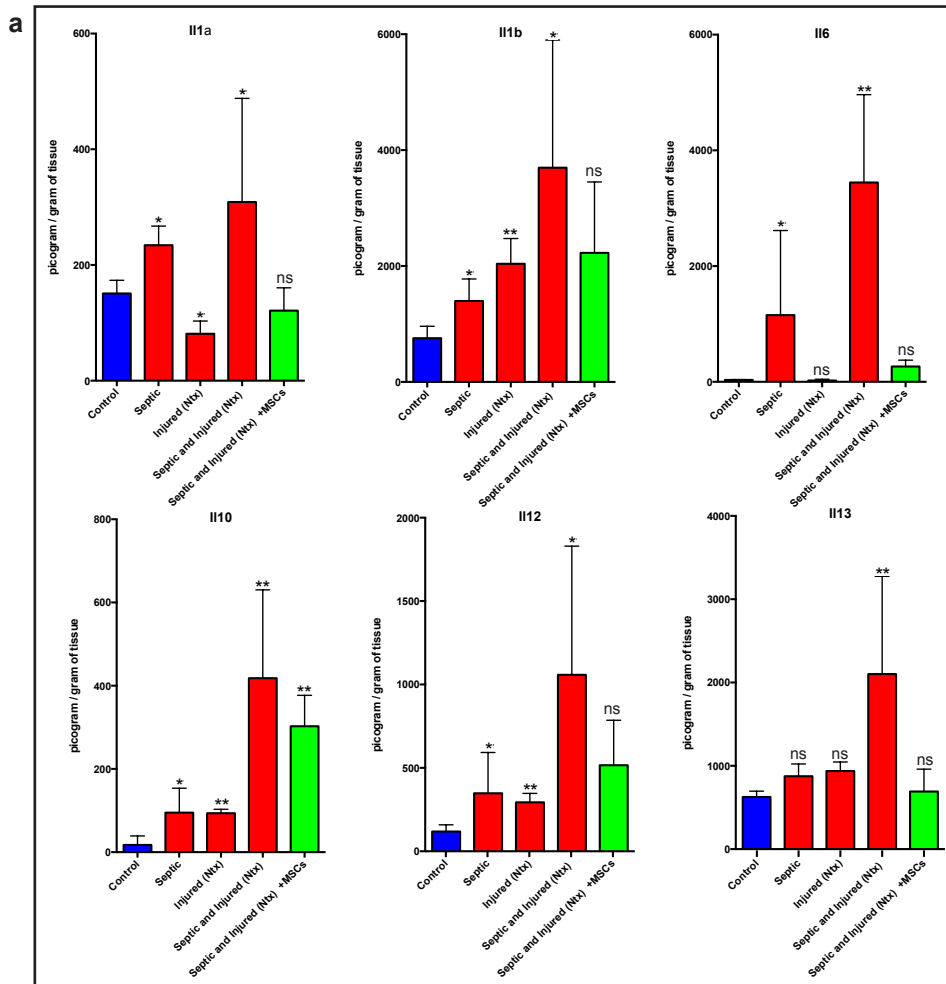 a
Il1a
picogram / gram of tissue
600
400
200
0
*
*
*
ns
Control
Septic
Injured (Ntx)
Septic and Injured (Ntx)
Septic and Injured (Ntx) +MSCs
Il1b
picogram / gram of tissue
6000
4000
2000
0
*
**
*
ns
Control
Septic
Injured (Ntx)
Septic and Injured (Ntx)
Septic and Injured (Ntx) +MSCs
Il6
picogram / gram of tissue
6000
4000
2000
0
*
ns
**
ns
Control
Septic
Injured (Ntx)
Septic and Injured (Ntx)
Septic and Injured (Ntx) +MSCs
Il10
picogram / gram of tissue
800
600
400
200
0
*
**
**
**
Control
Septic
Injured (Ntx)
Septic and Injured (Ntx)
Septic and Injured (Ntx) +MSCs
Il12
picogram / gram of tissue
2000
1500
1000
500
0
*
**
*
ns
Control
Septic
Injured (Ntx)
Septic and Injured (Ntx)
Septic and Injured (Ntx) +MSCs
Il13
picogram / gram of tissue
4000
3000
2000
1000
0
ns
ns
**
ns
Control
Septic
Injured (Ntx)
Septic and Injured (Ntx)
Septic and Injured (Ntx) +MSCs